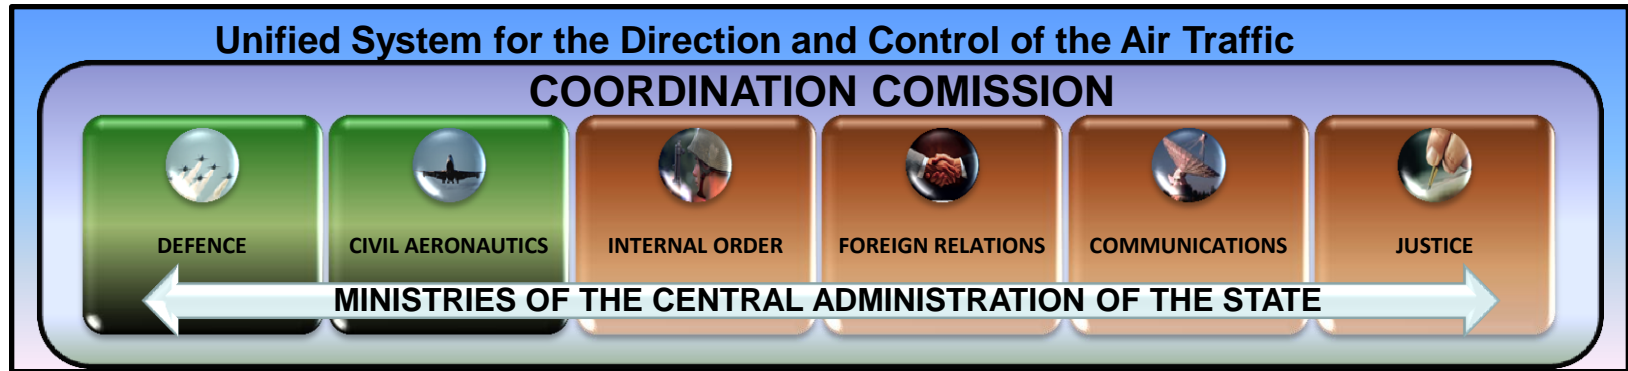 Unified System for the Direction and Control of the Air Traffic
COORDINATION COMISSION
DEFENCE
CIVIL AERONAUTICS
INTERNAL ORDER
FOREIGN RELATIONS
COMMUNICATIONS
JUSTICE
MINISTRIES OF THE CENTRAL ADMINISTRATION OF THE STATE